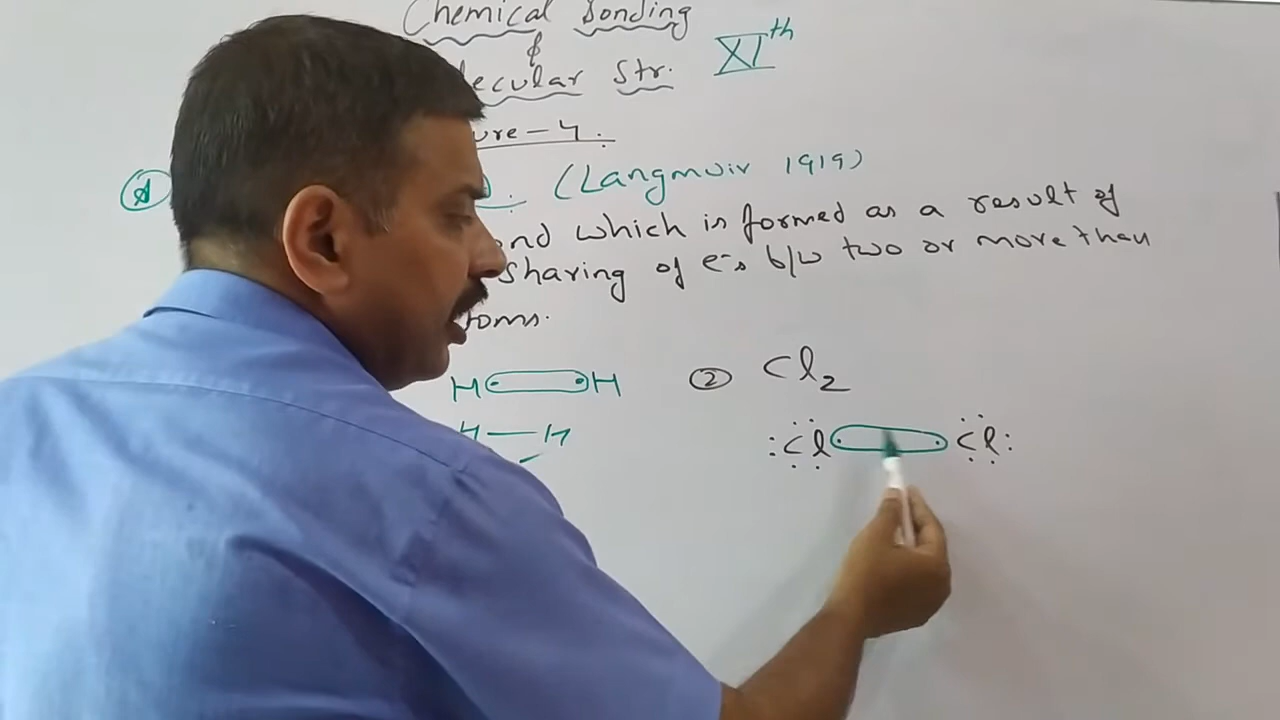 Chemical Bonding
&
lecular Str. XIth
ure-4.
A (Langmuir 1919)
ond which is formed as a result of
sharing of e-s b/w two or more than
toms.
H H
H — H
② Cl2
:Cl Cl: